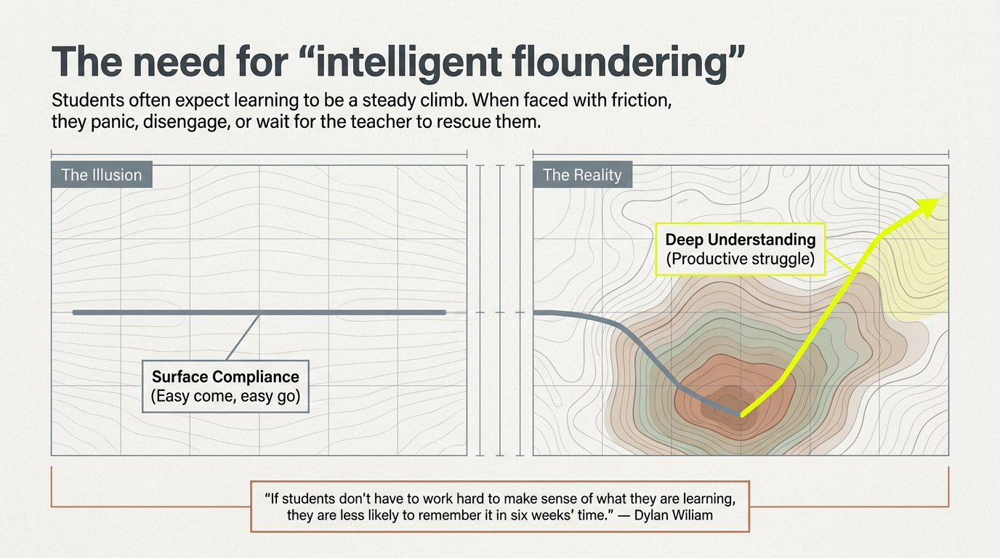 The need for “intelligent floundering”
Students often expect learning to be a steady climb. When faced with friction,
they panic, disengage, or wait for the teacher to rescue them.
The Illusion
Surface Compliance
(Easy come, easy go)
The Reality
Deep Understanding
(Productive struggle)
“If students don’t have to work hard to make sense of what they are learning,
they are less likely to remember it in six weeks’ time.” — Dylan Wiliam